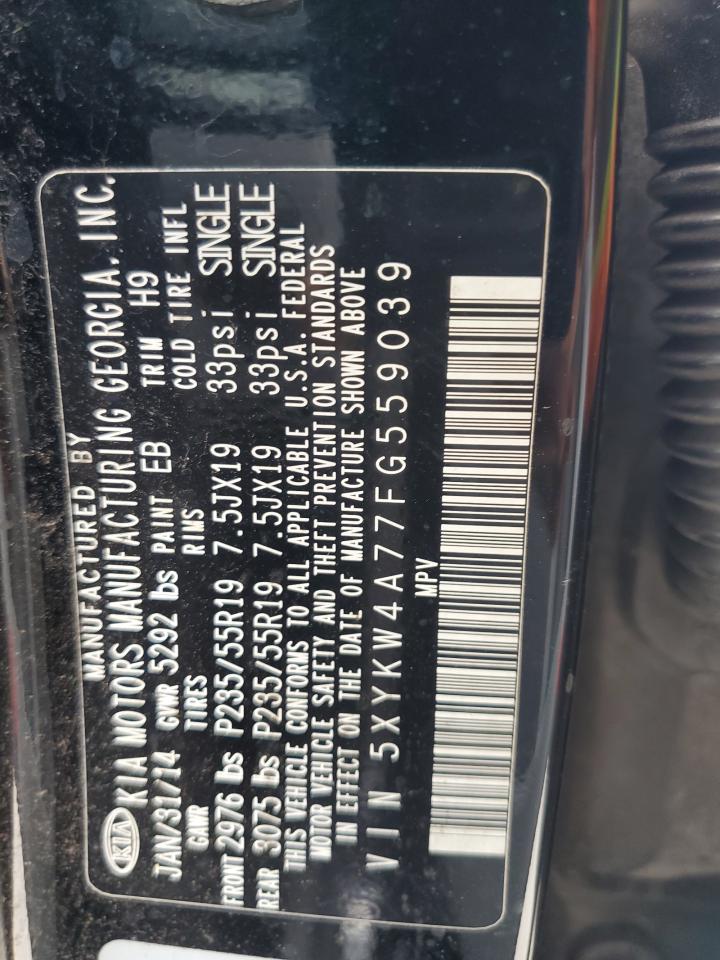 MANUFACTURED BY
KIA KIA MOTORS MANUFACTURING GEORGIA, INC.
JAN/31/14 GVWR 5292 lbs PAINT EB TRIM H9
GAWR TIRES RIMS COLD TIRE INFL
FRONT 2976 lbs P235/55R19 7.5JX19 33psi SINGLE
REAR 3075 lbs P235/55R19 7.5JX19 33psi SINGLE
THIS VEHICLE CONFORMS TO ALL APPLICABLE U.S.A. FEDERAL
MOTOR VEHICLE SAFETY AND THEFT PREVENTION STANDARDS
IN EFFECT ON THE DATE OF MANUFACTURE SHOWN ABOVE
VIN 5XYKW4A77FG559039
MPV